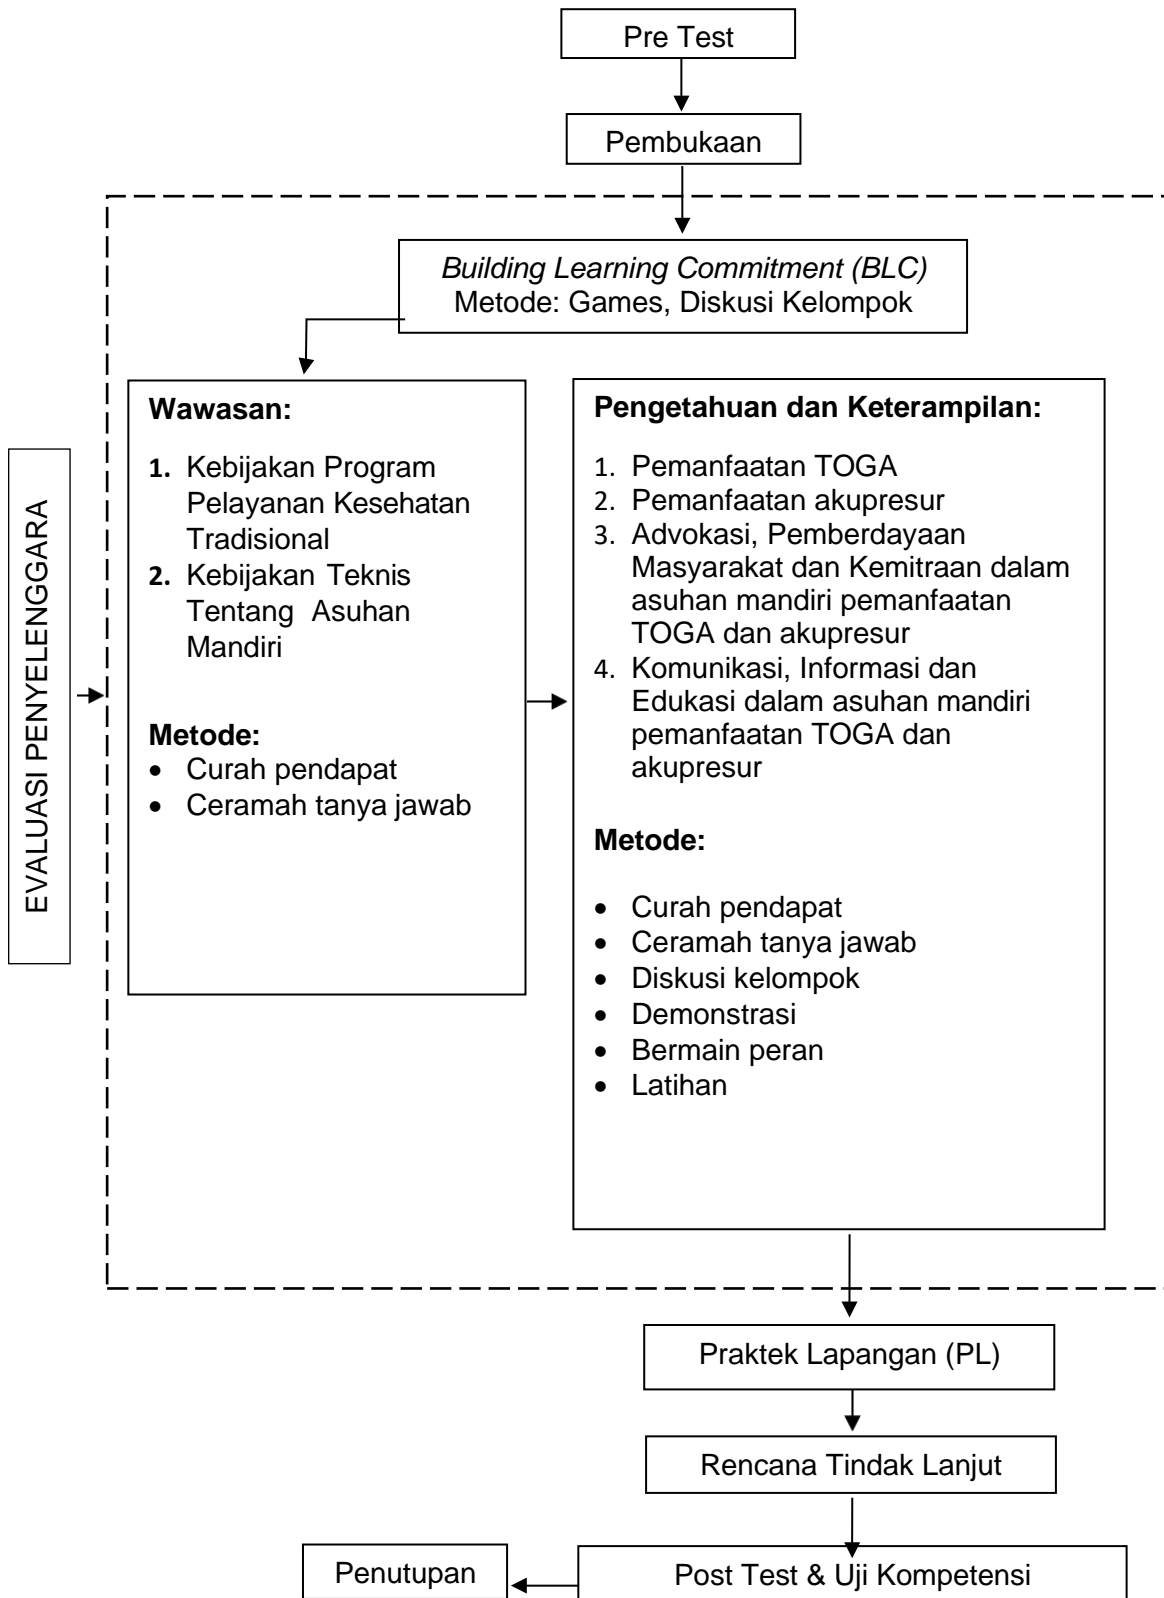 Pre Test
Pembukaan
Building Learning Commitment (BLC)
Metode: Games, Diskusi Kelompok
EVALUASI PENYELENGGARA
Wawasan:
1. Kebijakan Program
Pelayanan Kesehatan
Tradisional
2. Kebijakan Teknis
Tentang Asuhan
Mandiri
Metode:
• Curah pendapat
• Ceramah tanya jawab
Pengetahuan dan Keterampilan:
1. Pemanfaatan TOGA
2. Pemanfaatan akupresur
3. Advokasi, Pemberdayaan
Masyarakat dan Kemitraan dalam
asuhan mandiri pemanfaatan
TOGA dan akupresur
4. Komunikasi, Informasi dan
Edukasi dalam asuhan mandiri
pemanfaatan TOGA dan
akupresur
Metode:
• Curah pendapat
• Ceramah tanya jawab
• Diskusi kelompok
• Demonstrasi
• Bermain peran
• Latihan
Praktek Lapangan (PL)
Rencana Tindak Lanjut
Post Test & Uji Kompetensi
Penutupan